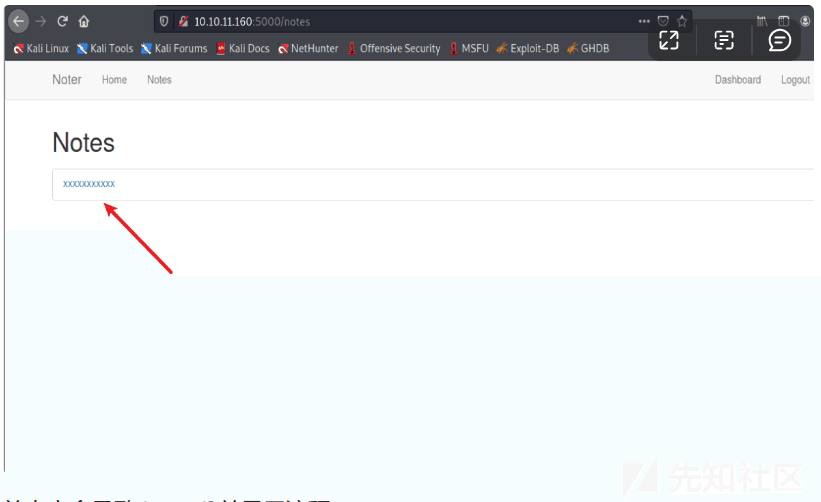 10.10.11.160:5000/notes
Kali Linux Kali Tools Kali Forums Kali Docs NetHunter Offensive Security MSFU Exploit-DB GHDB
Noter Home Notes Dashboard Logout
Notes
xxxxxxxxxxx
先知社区